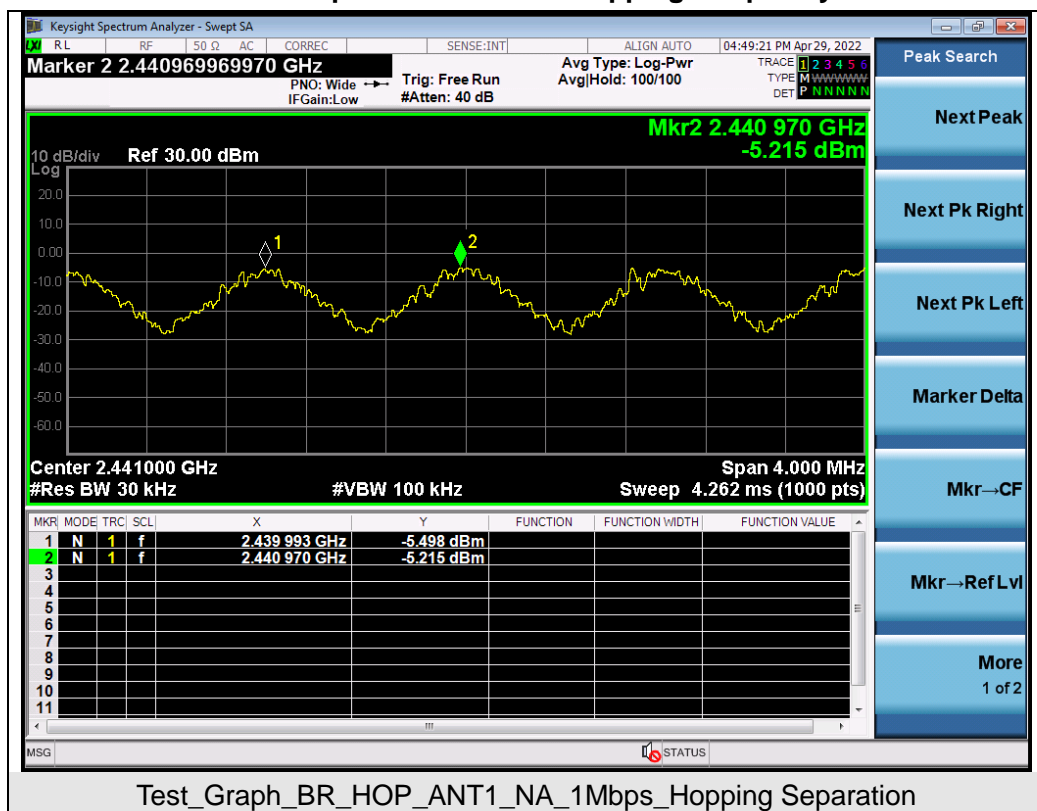 Keysight Spectrum Analyzer - Swept SA
LXI RL RF 50 Ω AC CORREC SENSE:INT ALIGN AUTO 04:49:21 PM Apr 29, 2022
Marker 2 2.440969969970 GHz
PNO: Wide
IFGain:Low
Trig: Free Run
#Atten: 40 dB
Avg Type: Log-Pwr
Avg|Hold: 100/100
TRACE 1 2 3 4 5 6
TYPE M WWWWW
DET P N N N N N
Mkr2 2.440 970 GHz
-5.215 dBm
10 dB/div Ref 30.00 dBm
Log
20.0
10.0
0.00
-10.0
-20.0
-30.0
-40.0
-50.0
-60.0
1
2
Center 2.441000 GHz Span 4.000 MHz
#Res BW 30 kHz #VBW 100 kHz Sweep 4.262 ms (1000 pts)
MKR MODE TRC SCL X Y FUNCTION FUNCTION WIDTH FUNCTION VALUE
1 N 1 f 2.439 993 GHz -5.498 dBm
2 N 1 f 2.440 970 GHz -5.215 dBm
3
4
5
6
7
8
9
10
11
MSG STATUS
Peak Search
Next Peak
Next Pk Right
Next Pk Left
Marker Delta
Mkr→CF
Mkr→Ref Lvl
More
1 of 2
Test_Graph_BR_HOP_ANT1_NA_1Mbps_Hopping Separation